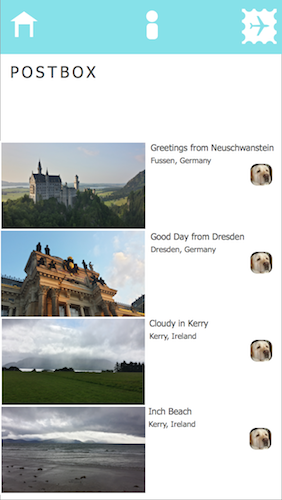 POSTBOX
Greetings from Neuschwanstein
Fussen, Germany
Good Day from Dresden
Dresden, Germany
Cloudy in Kerry
Kerry, Ireland
Inch Beach
Kerry, Ireland